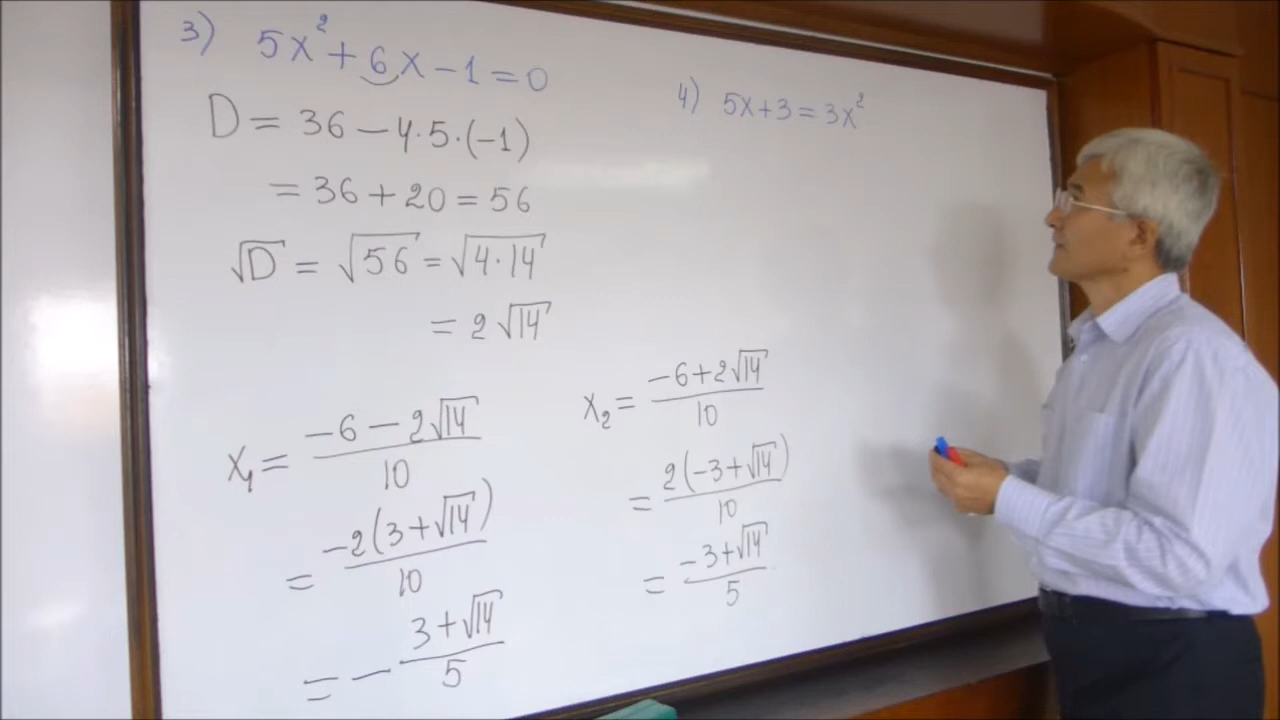 3) 5x² + 6x − 1 = 0
D = 36 − 4·5·(−1)
= 36 + 20 = 56
√D = √56 = √4·14
= 2√14
x₁ = −6 − 2√14 / 10
= −2(3 + √14) / 10
= − 3 + √14 / 5
x₂ = −6 + 2√14 / 10
= 2(−3 + √14) / 10
= −3 + √14 / 5
4) 5x + 3 = 3x²